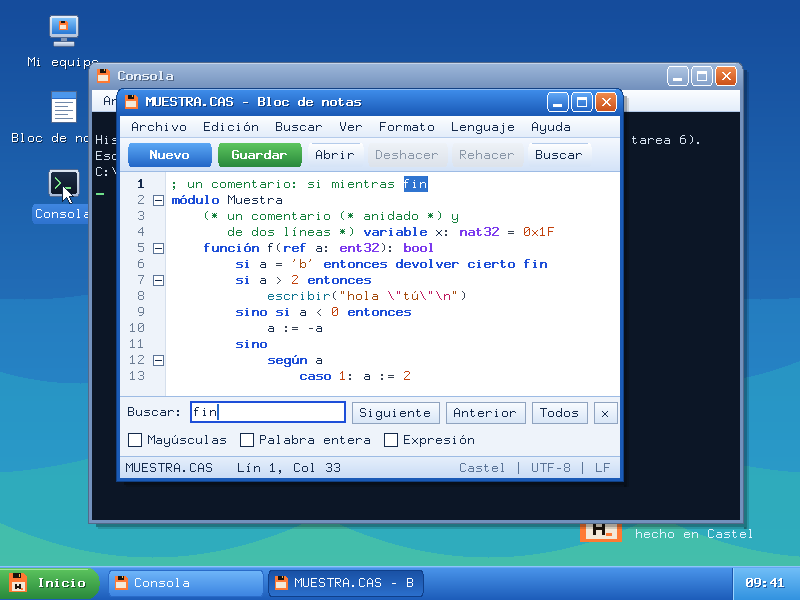 Mi equipo
Bloc de no
Consola
Consola
Ar
His
tarea 6).
Esc
C:\
MUESTRA.CAS - Bloc de notas
Archivo Edición Buscar Ver Formato Lenguaje Ayuda
Nuevo Guardar Abrir Deshacer Rehacer Buscar
1 ; un comentario: si mientras fin
2 módulo Muestra
3 (* un comentario (* anidado *) y
4 de dos líneas *) variable x: nat32 = 0x1F
5 función f(ref a: ent32): bool
6 si a = 'b' entonces devolver cierto fin
7 si a > 2 entonces
8 escribir("hola \"tú\"\n")
9 sino si a < 0 entonces
10 a := -a
11 sino
12 según a
13 caso 1: a := 2
Buscar: fin Siguiente Anterior Todos x
Mayúsculas Palabra entera Expresión
MUESTRA.CAS Lín 1, Col 33 Castel | UTF-8 | LF
H_ hecho en Castel
Inicio Consola MUESTRA.CAS - B 09:41